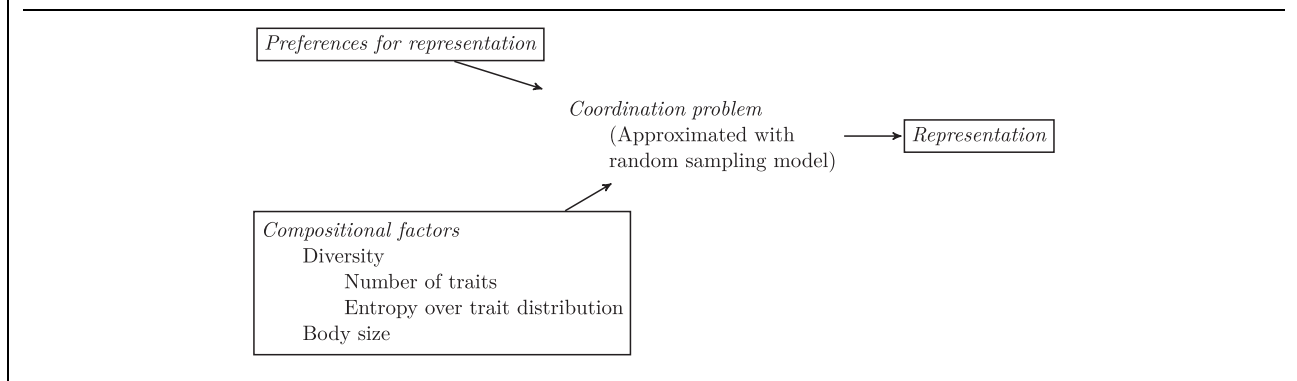 Preferences for representation
Coordination problem
(Approximated with
random sampling model)
Representation
Compositional factors
Diversity
Number of traits
Entropy over trait distribution
Body size